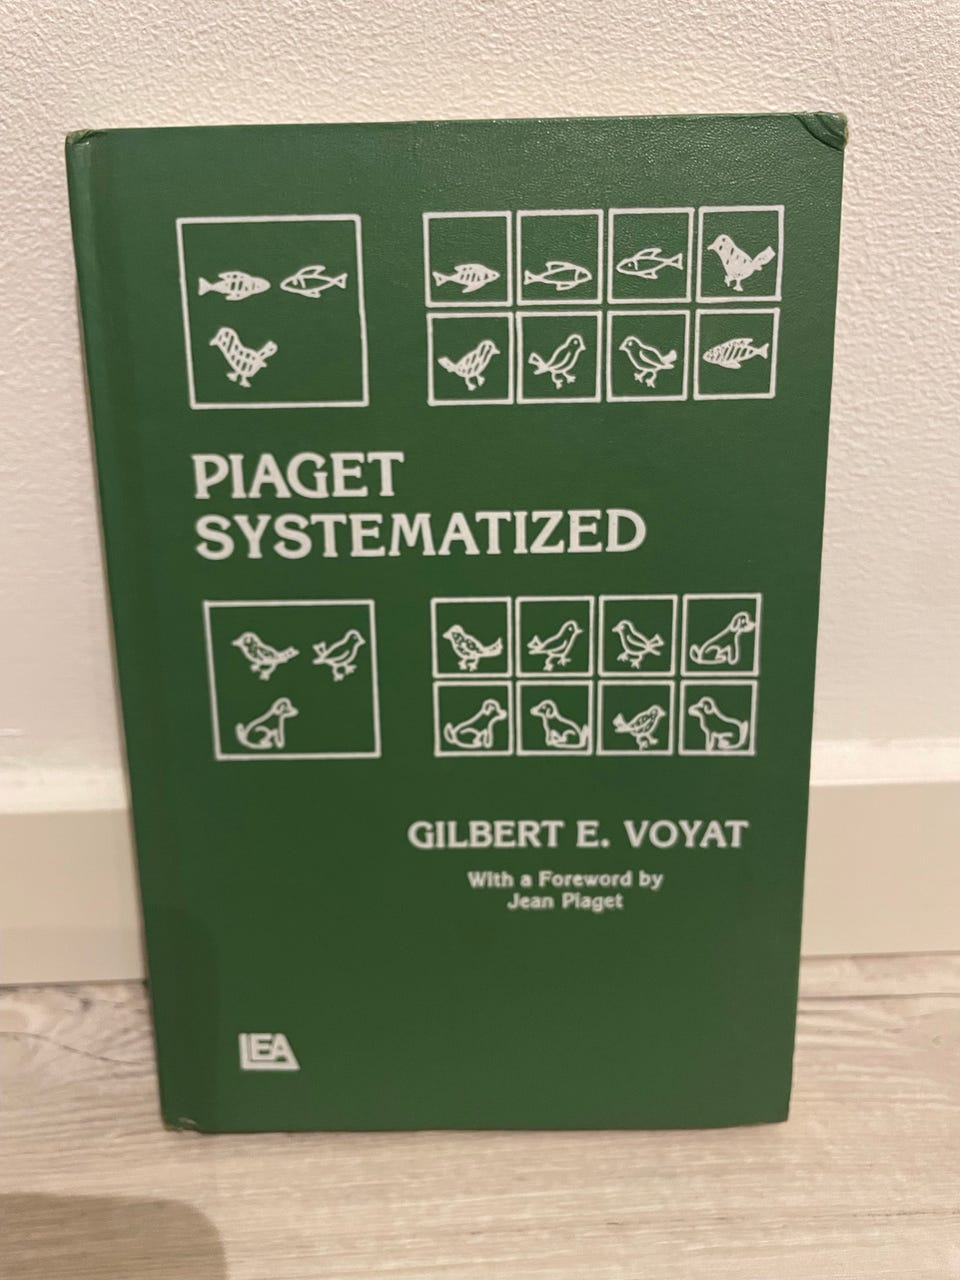 PIAGET
SYSTEMATIZED
GILBERT E. VOYAT
With a Foreword by
Jean Piaget
LEA